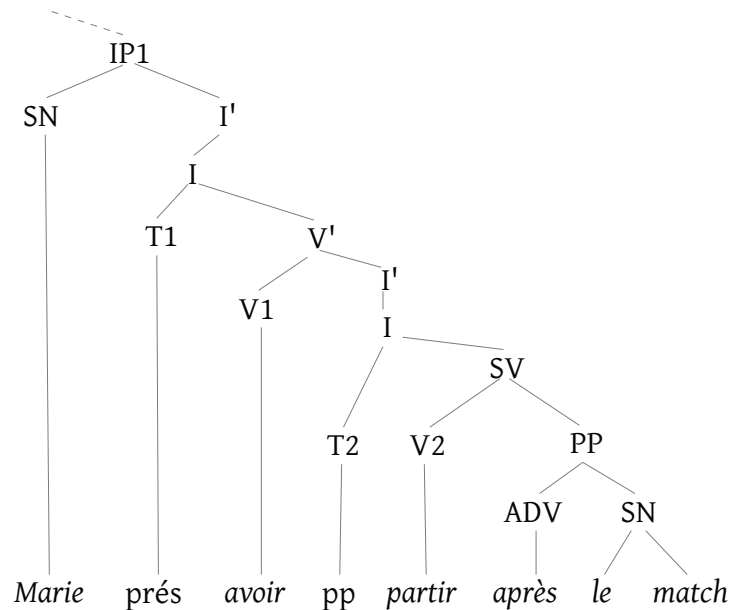 IP1
SN I'
I
T1 V'
I'
V1
I
SV
T2 V2 PP
ADV SN
Marie prés avoir pp partir après le match